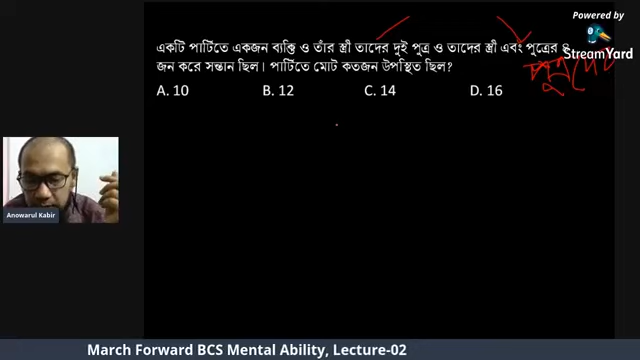 Powered by
StreamYard
একটি পার্টিতে একজন ব্যক্তি ও তাঁর স্ত্রী তাদের দুই পুত্র ও তাদের স্ত্রী এবং পুত্রের ৪
জন করে সন্তান ছিল। পার্টিতে মোট কতজন উপস্থিত ছিল?
A. 10 B. 12 C. 14 D. 16
Anowarul Kabir
March Forward BCS Mental Ability, Lecture-02